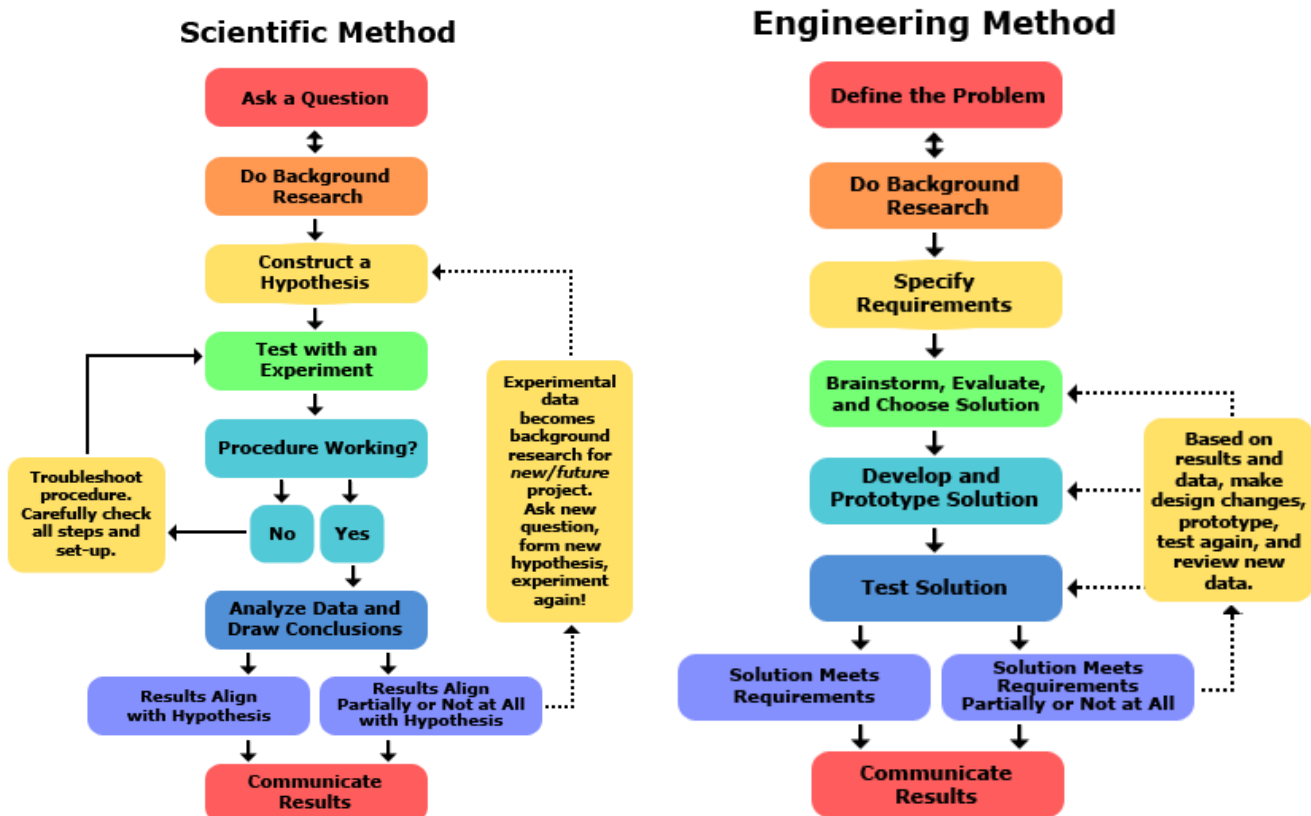 Scientific Method
Ask a Question
Do Background
Research
Construct a
Hypothesis
Test with an
Experiment
Procedure Working?
Troubleshoot
procedure.
Carefully check
all steps and
set-up.
No
Yes
Experimental
data
becomes
background
research for
new/future
project.
Ask new
question,
form new
hypothesis,
experiment
again!
Analyze Data and
Draw Conclusions
Results Align
with Hypothesis
Results Align
Partially or Not at All
with Hypothesis
Communicate
Results
Engineering Method
Define the Problem
Do Background
Research
Specify
Requirements
Brainstorm, Evaluate,
and Choose Solution
Develop and
Prototype Solution
Based on
results and
data, make
design changes,
prototype,
test again, and
review new
data.
Test Solution
Solution Meets
Requirements
Solution Meets
Requirements
Partially or Not at All
Communicate
Results